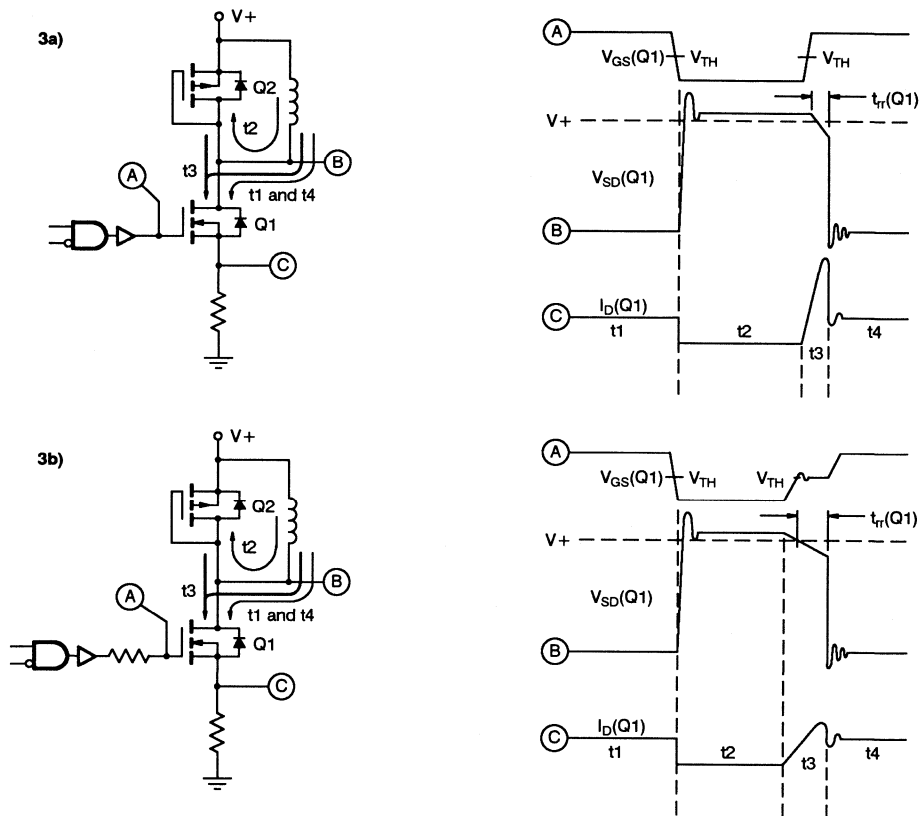 3a)
V+
Q2
t2
B
t3
A
t1 and t4
Q1
C
A
V_GS(Q1) V_TH V_TH
t_rr(Q1)
V+
V_SD(Q1)
B
I_D(Q1)
C
t1 t2 t3 t4
3b)
V+
Q2
t2
B
t3
A
t1 and t4
Q1
C
A
V_GS(Q1) V_TH V_TH
t_rr(Q1)
V+
V_SD(Q1)
B
I_D(Q1)
C
t1 t2 t3 t4